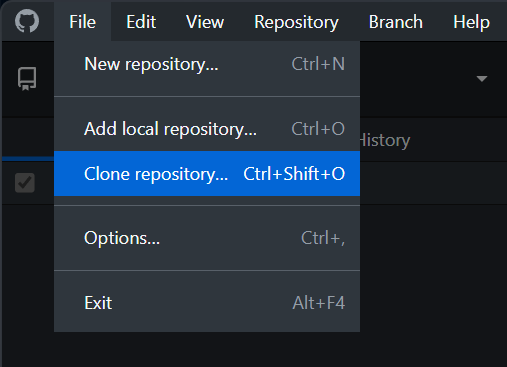 File Edit View Repository Branch Help
New repository... Ctrl+N
Add local repository... Ctrl+O
History
Clone repository... Ctrl+Shift+O
Options... Ctrl+,
Exit Alt+F4